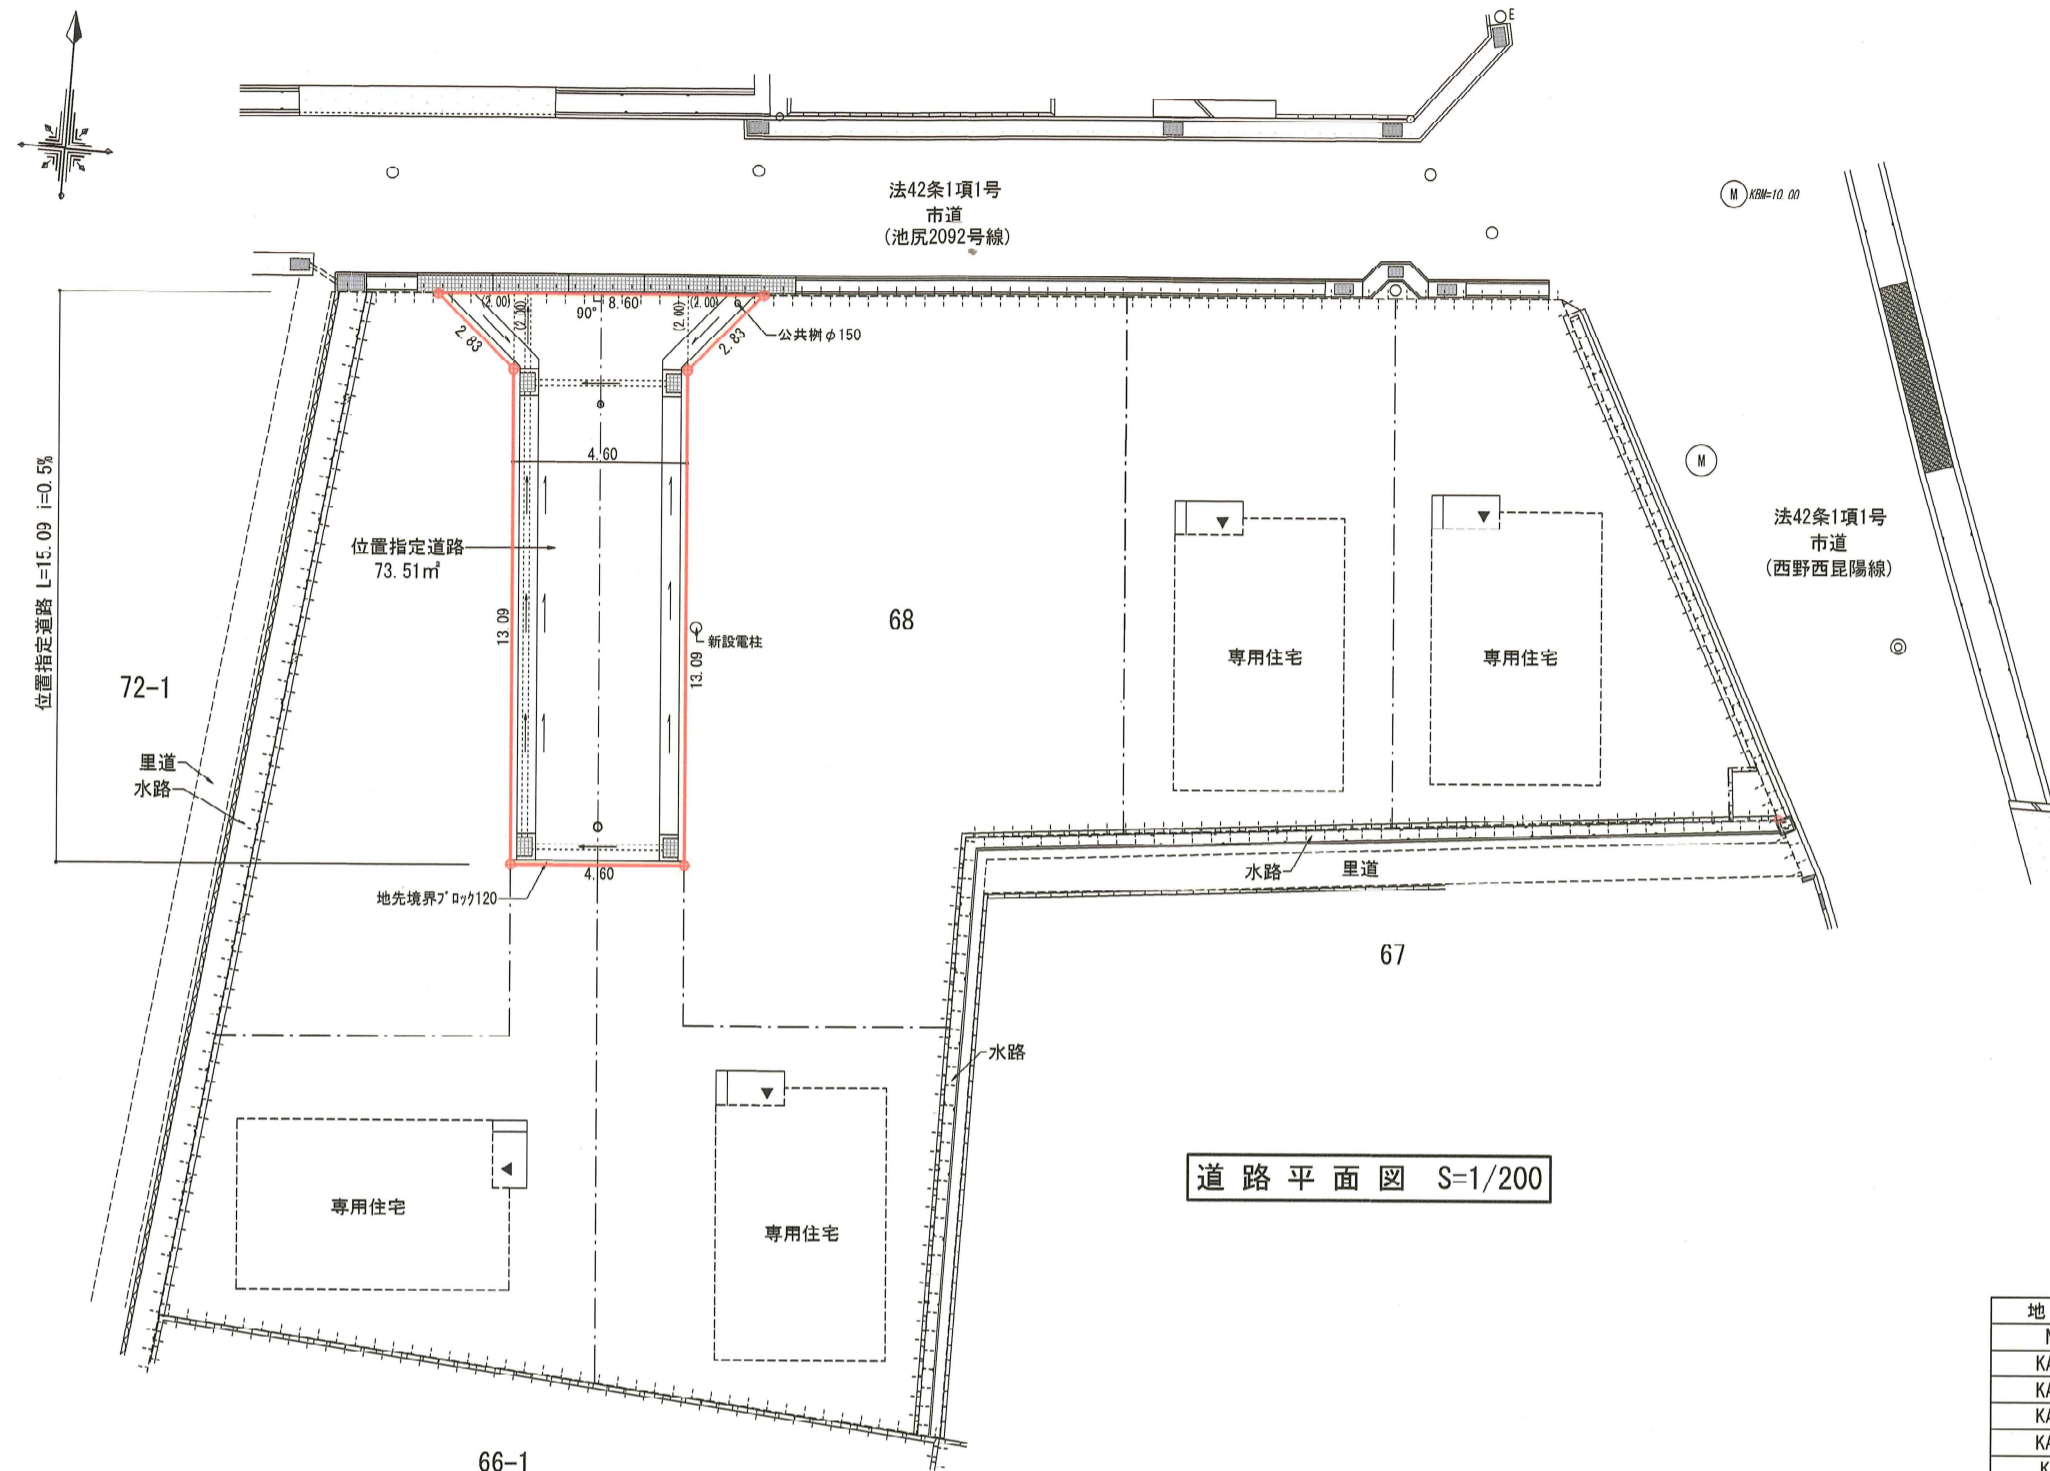 E
法42条1項1号
市道
(池尻2092号線)
M KBM=10.00
(2.00)
8.60
(2.00)
(2.00)
90°
(2.00)
2.83
2.83
公共桝φ150
4.60
M
位置指定道路 L=15.09 i=0.5%
位置指定道路
73.51㎡
法42条1項1号
市道
(西野西昆陽線)
13.09
68
新設電柱
13.09
専用住宅
専用住宅
72-1
里道
水路
水路
里道
4.60
地先境界ブロック120
67
水路
道路平面図 S=1/200
専用住宅
専用住宅
地
KA
KA
KA
KA
66-1